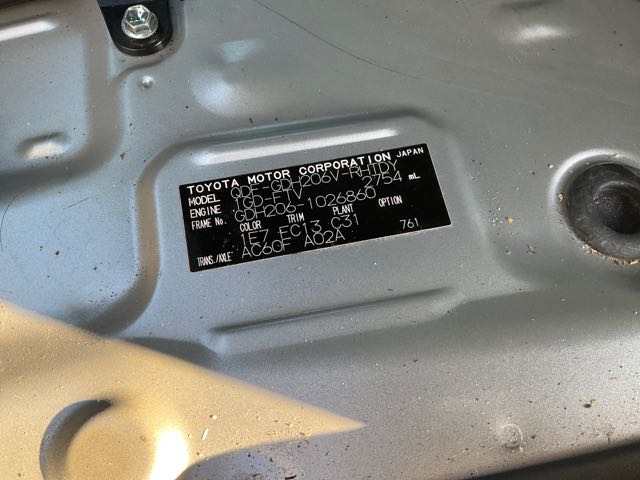 TOYOTA MOTOR CORPORATION JAPAN
MODEL QDF-GDH206V-RHTDY
ENGINE 1GD-FTV 2754 mL
FRAME No. GDH206-1026860
COLOR TRIM OPTION
1E7 FC13 C31
TRANS./AXLE AC60F A02A 761